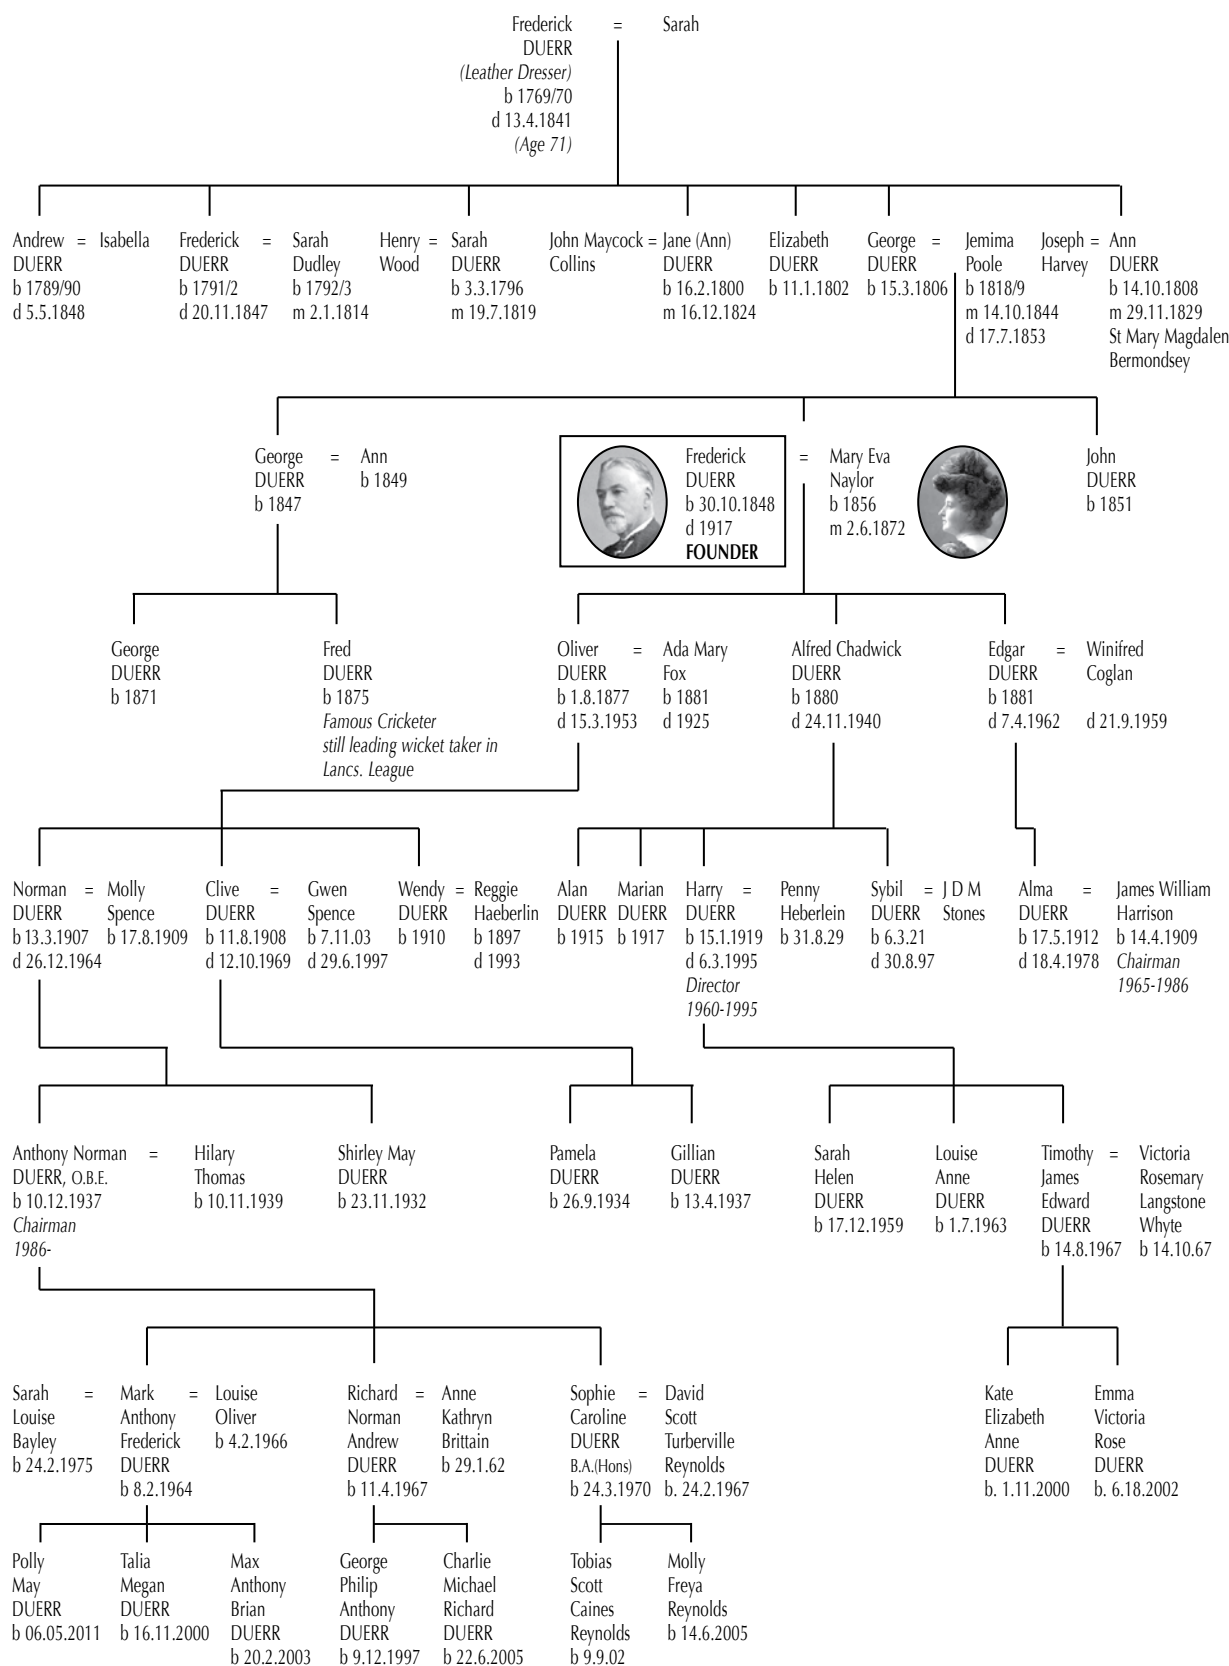 Frederick = Sarah
DUERR
(Leather Dresser)
b 1769/70
d 13.4.1841
(Age 71)
Andrew = Isabella
DUERR
b 1789/90
d 5.5.1848
Frederick =
DUERR
b 1791/2
d 20.11.1847
Sarah
Dudley
b 1792/3
m 2.1.1814
Henry =
Wood
Sarah
DUERR
b 3.3.1796
m 19.7.1819
John Maycock =
Collins
Jane (Ann)
DUERR
b 16.2.1800
m 16.12.1824
Elizabeth
DUERR
b 11.1.1802
George =
DUERR
b 15.3.1806
Jemima
Poole
b 1818/9
m 14.10.1844
d 17.7.1853
Joseph =
Harvey
Ann
DUERR
b 14.10.1808
m 29.11.1829
St Mary Magdalen
Bermondsey
George =
DUERR
b 1847
Ann
b 1849
Frederick
DUERR
b 30.10.1848
d 1917
FOUNDER
=
Mary Eva
Naylor
b 1856
m 2.6.1872
John
DUERR
b 1851
George
DUERR
b 1871
Fred
DUERR
b 1875
Famous Cricketer
still leading wicket taker in
Lancs. League
Oliver =
DUERR
b 1.8.1877
d 15.3.1953
Ada Mary
Fox
b 1881
d 1925
Alfred Chadwick
DUERR
b 1880
d 24.11.1940
Edgar =
DUERR
b 1881
d 7.4.1962
Winifred
Coglan
d 21.9.1959
Norman =
DUERR
b 13.3.1907
d 26.12.1964
Molly
Spence
b 17.8.1909
Clive =
DUERR
b 11.8.1908
d 12.10.1969
Gwen
Spence
b 7.11.03
d 29.6.1997
Wendy =
DUERR
b 1910
Reggie
Haeberlin
b 1897
d 1993
Alan
DUERR
b 1915
Marian
DUERR
b 1917
Harry =
DUERR
b 15.1.1919
d 6.3.1995
Director
1960-1995
Penny
Heberlein
b 31.8.29
Sybil =
DUERR
b 6.3.21
d 30.8.97
J D M
Stones
Alma =
DUERR
b 17.5.1912
d 18.4.1978
James William
Harrison
b 14.4.1909
Chairman
1965-1986
Anthony Norman =
DUERR, O.B.E.
b 10.12.1937
Chairman
1986-
Hilary
Thomas
b 10.11.1939
Shirley May
DUERR
b 23.11.1932
Pamela
DUERR
b 26.9.1934
Gillian
DUERR
b 13.4.1937
Sarah
Helen
DUERR
b 17.12.1959
Louise
Anne
DUERR
b 1.7.1963
Timothy =
James
Edward
DUERR
b 14.8.1967
Victoria
Rosemary
Langstone
Whyte
b 14.10.67
Sarah =
Louise
Bayley
b 24.2.1975
Mark =
Anthony
Frederick
DUERR
b 8.2.1964
Louise
Oliver
b 4.2.1966
Richard =
Norman
Andrew
DUERR
b 11.4.1967
Anne
Kathryn
Brittain
b 29.1.62
Sophie =
Caroline
DUERR
B.A.(Hons)
b 24.3.1970
David
Scott
Turberville
Reynolds
b. 24.2.1967
Kate
Elizabeth
Anne
DUERR
b. 1.11.2000
Emma
Victoria
Rose
DUERR
b. 6.18.2002
Polly
May
DUERR
b 06.05.2011
Talia
Megan
DUERR
b 16.11.2000
Max
Anthony
Brian
DUERR
b 20.2.2003
George
Philip
Anthony
DUERR
b 9.12.1997
Charlie
Michael
Richard
DUERR
b 22.6.2005
Tobias
Scott
Caines
Reynolds
b 9.9.02
Molly
Freya
Reynolds
b 14.6.2005